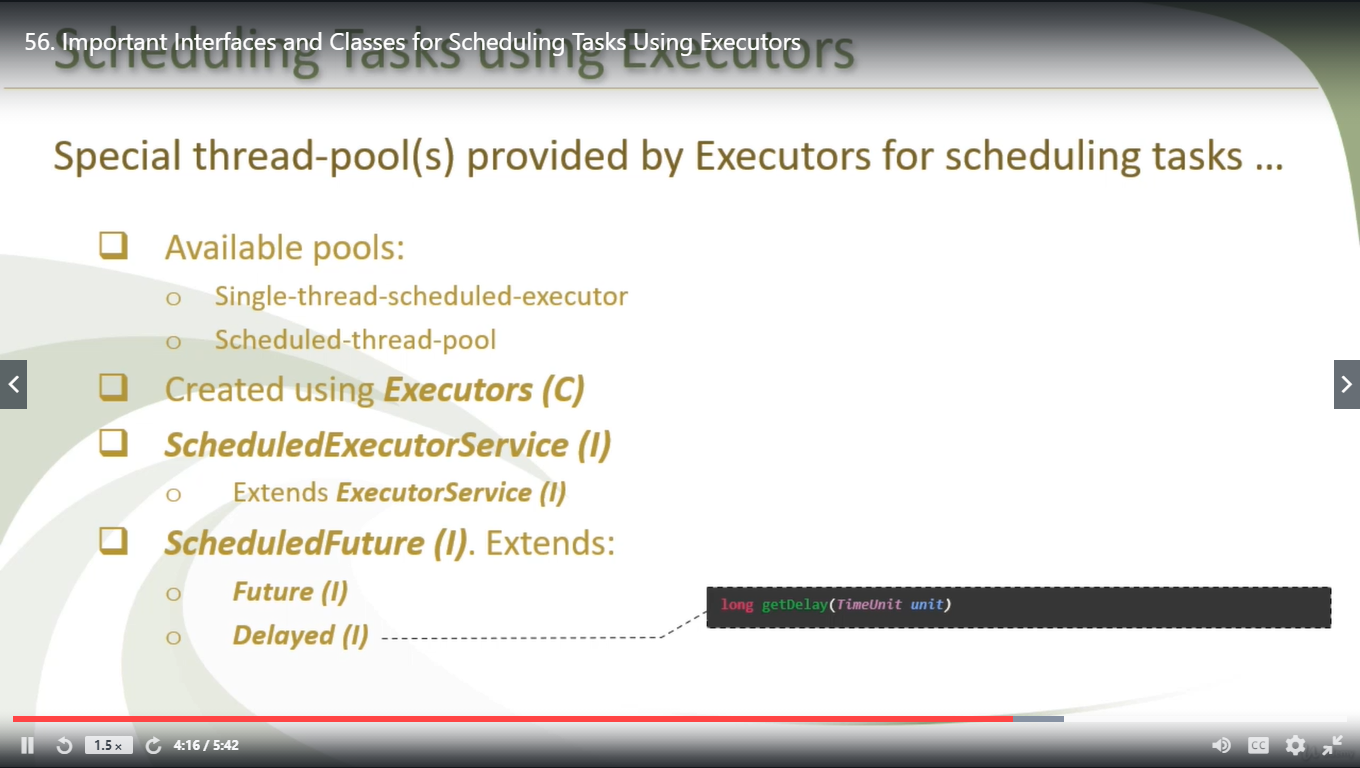 56. Important Interfaces and Classes for Scheduling Tasks Using Executors
Scheduling Tasks using Executors
Special thread-pool(s) provided by Executors for scheduling tasks ...
❑ Available pools:
o Single-thread-scheduled-executor
o Scheduled-thread-pool
❑ Created using Executors (C)
❑ ScheduledExecutorService (I)
o Extends ExecutorService (I)
❑ ScheduledFuture (I). Extends:
o Future (I)
o Delayed (I)
long getDelay(TimeUnit unit)
1.5 x
4:16 / 5:42
CC